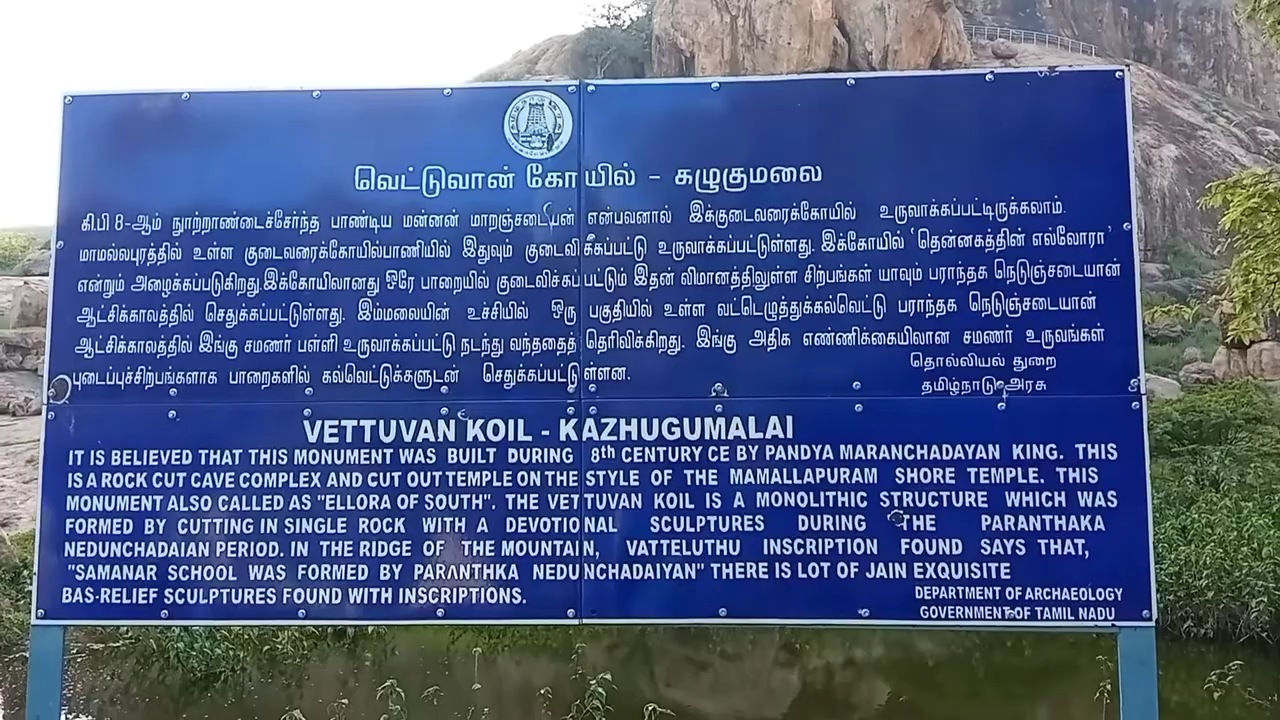 வெட்டுவான் கோயில் - கழுகுமலை
கி.பி 8-ஆம் நூற்றாண்டைச்சேர்ந்த பாண்டிய மன்னன் மாறஞ்சடையன் என்பவனால் இக்குடைவரைக்கோயில் உருவாக்கப்பட்டிருக்கலாம்.
மாமல்லபுரத்தில் உள்ள குடைவரைக்கோயில்பாணியில் இதுவும் குடைவிக்கப்பட்டு உருவாக்கப்பட்டுள்ளது. இக்கோயில் 'தென்னகத்தின் எல்லோரா'
என்றும் அழைக்கப்படுகிறது.இக்கோயிலானது ஒரே பாறையில் குடைவிச்கப்பட்டும் இதன் விமானத்திலுள்ள சிற்பங்கள் யாவும் பராந்தக நெடுஞ்சடையான்
ஆட்சிக்காலத்தில் செதுக்கப்பட்டுள்ளது. இம்மலையின் உச்சியில் ஒரு பகுதியில் உள்ள வட்டெழுத்துக்கல்வெட்டு பராந்தக நெடுஞ்சடையான்
ஆட்சிக்காலத்தில் இங்கு சமணர் பள்ளி உருவாக்கப்பட்டு நடந்து வந்ததைத் தெரிவிக்கிறது. இங்கு அதிக எண்ணிக்கையிலான சமணர் உருவங்கள்
புடைப்புச்சிற்பங்களாக பாறைகளில் கல்வெட்டுக்களுடன் செதுக்கப்பட்டுள்ளன.
தொல்லியல் துறை
தமிழ்நாடு அரசு
VETTUVAN KOIL - KAZHUGUMALAI
IT IS BELIEVED THAT THIS MONUMENT WAS BUILT DURING 8th CENTURY CE BY PANDYA MARANCHADAYAN KING. THIS
IS A ROCK CUT CAVE COMPLEX AND CUT OUT TEMPLE ON THE STYLE OF THE MAMALLAPURAM SHORE TEMPLE. THIS
MONUMENT ALSO CALLED AS "ELLORA OF SOUTH". THE VETTUVAN KOIL IS A MONOLITHIC STRUCTURE WHICH WAS
FORMED BY CUTTING IN SINGLE ROCK WITH A DEVOTIONAL SCULPTURES DURING THE PARANTHAKA
NEDUNCHADAIAN PERIOD. IN THE RIDGE OF THE MOUNTAIN, VATTELUTHU INSCRIPTION FOUND SAYS THAT,
"SAMANAR SCHOOL WAS FORMED BY PARANTHKA NEDUNCHADAIYAN" THERE IS LOT OF JAIN EXQUISITE
BAS-RELIEF SCULPTURES FOUND WITH INSCRIPTIONS.
DEPARTMENT OF ARCHAEOLOGY
GOVERNMENT OF TAMIL NADU